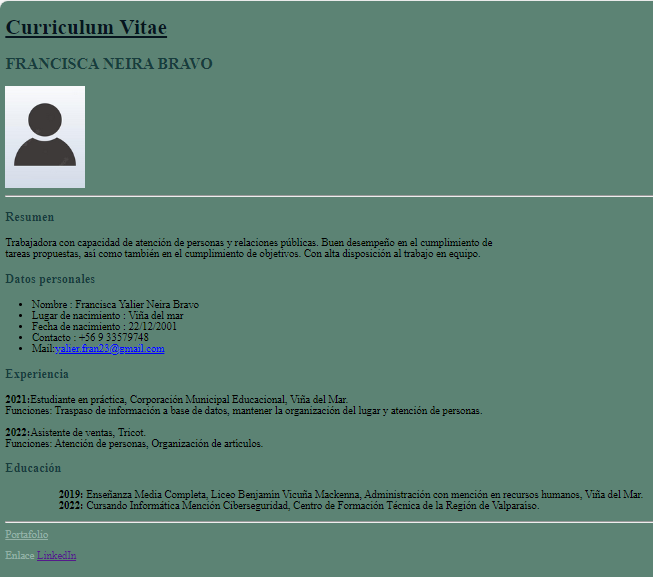 Curriculum Vitae
FRANCISCA NEIRA BRAVO
Resumen
Trabajadora con capacidad de atención de personas y relaciones públicas. Buen desempeño en el cumplimiento de
tareas propuestas, así como también en el cumplimiento de objetivos. Con alta disposición al trabajo en equipo.
Datos personales
Nombre : Francisca Yalier Neira Bravo
Lugar de nacimiento : Viña del mar
Fecha de nacimiento : 22/12/2001
Contacto : +56 9 33579748
Mail:yalier.fran23@gmail.com
Experiencia
2021:Estudiante en práctica, Corporación Municipal Educacional, Viña del Mar.
Funciones: Traspaso de información a base de datos, mantener la organización del lugar y atención de personas.
2022:Asistente de ventas, Tricot.
Funciones: Atención de personas, Organización de artículos.
Educación
2019: Enseñanza Media Completa, Liceo Benjamín Vicuña Mackenna, Administración con mención en recursos humanos, Viña del Mar.
2022: Cursando Informática Mención Ciberseguridad, Centro de Formación Técnica de la Región de Valparaíso.
Portafolio
Enlace LinkedIn